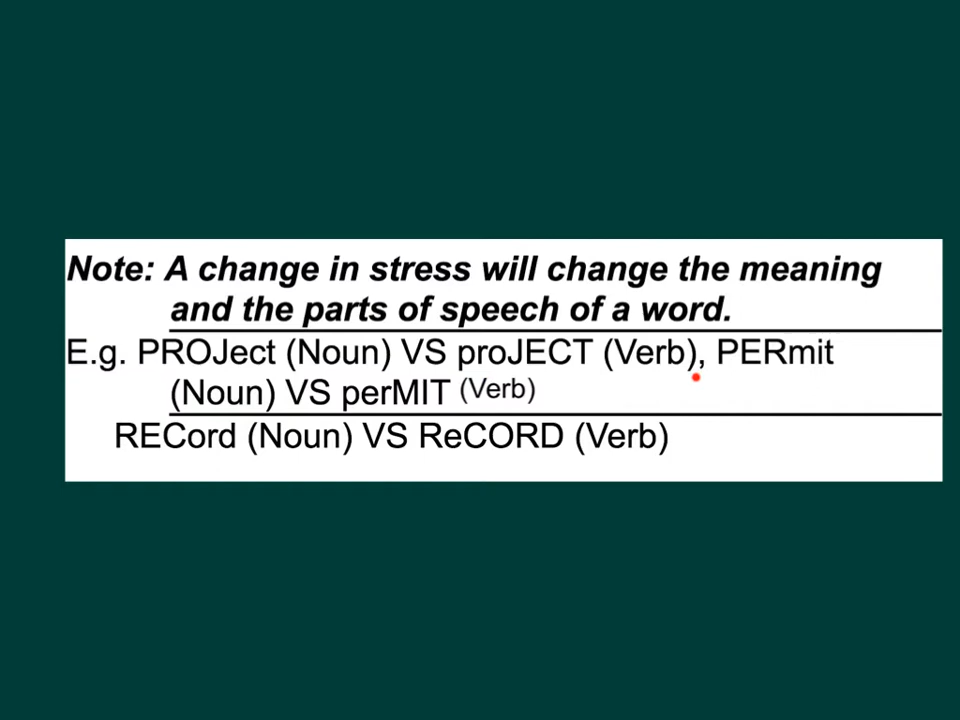 Note: A change in stress will change the meaning
and the parts of speech of a word.
E.g. PROJect (Noun) VS proJECT (Verb), PERmit
(Noun) VS perMIT (Verb)
RECord (Noun) VS ReCORD (Verb)